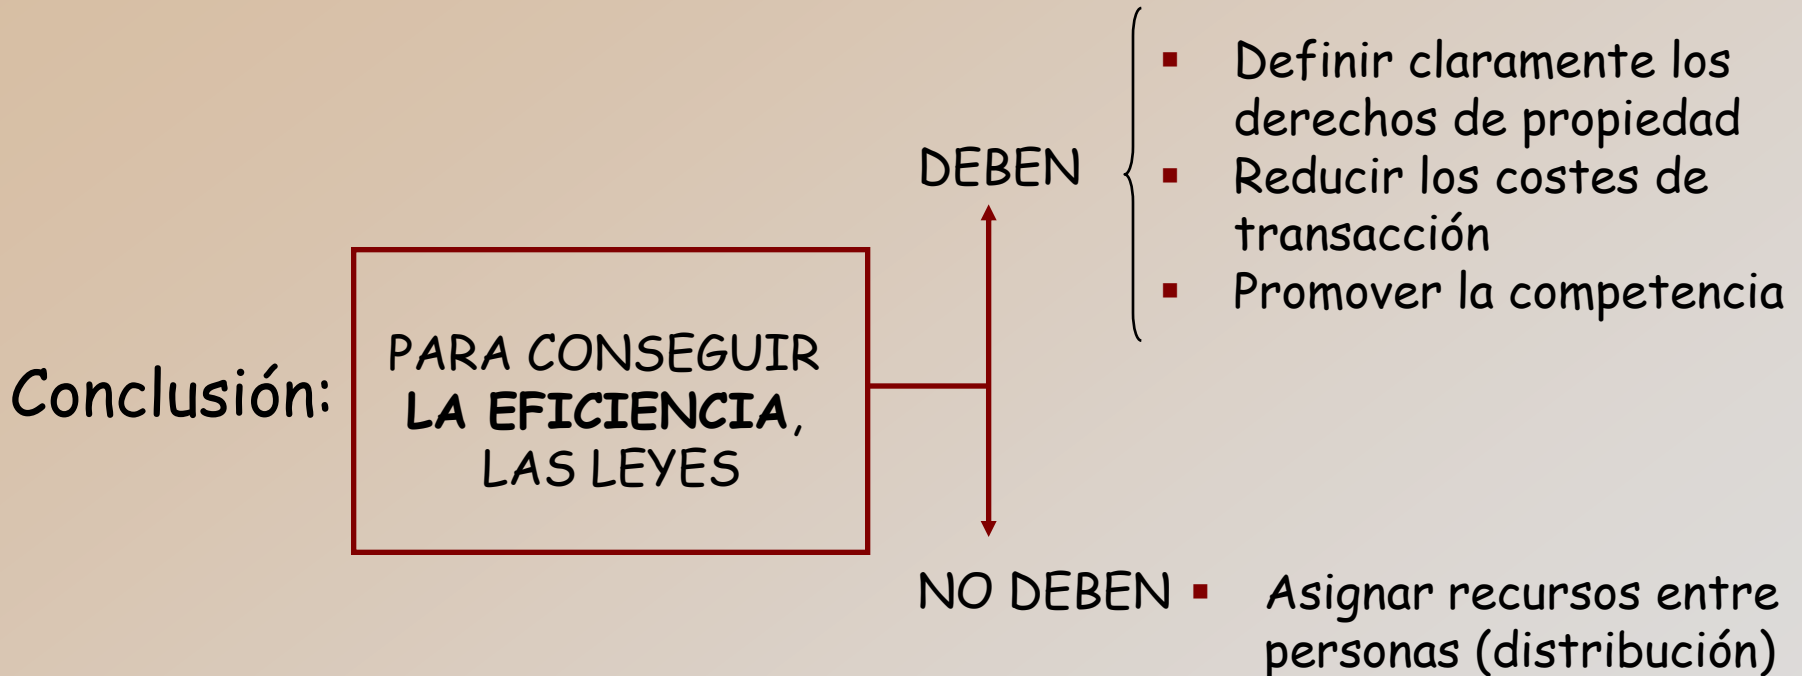 Conclusión:
PARA CONSEGUIR
LA EFICIENCIA,
LAS LEYES
DEBEN
▪ Definir claramente los
derechos de propiedad
▪ Reducir los costes de
transacción
▪ Promover la competencia
NO DEBEN
▪ Asignar recursos entre
personas (distribución)